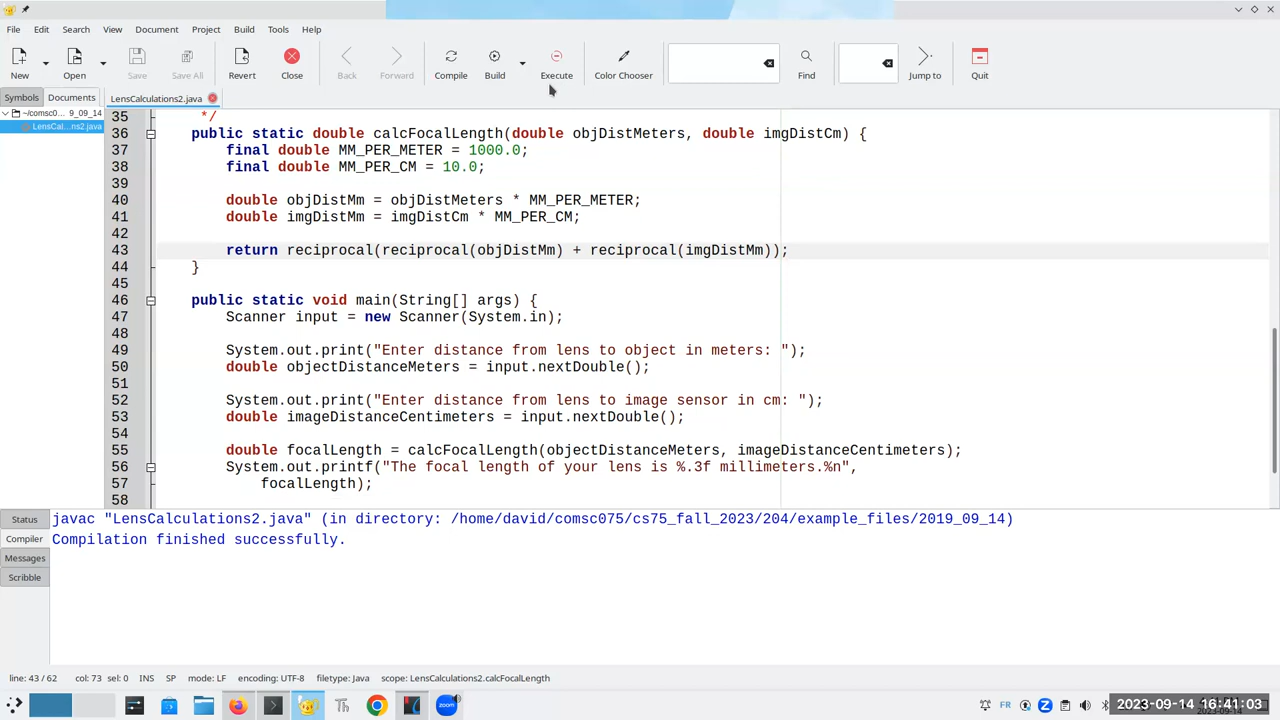 File Edit Search View Document Project Build Tools Help
New Open Save Save All Revert Close Back Forward Compile Build Execute Color Chooser Find Jump to Quit
Symbols Documents LensCalculations2.java
~/comsc0... 9_09_14
LensCal...ns2.java
35 */
36 public static double calcFocalLength(double objDistMeters, double imgDistCm) {
37 final double MM_PER_METER = 1000.0;
38 final double MM_PER_CM = 10.0;
39
40 double objDistMm = objDistMeters * MM_PER_METER;
41 double imgDistMm = imgDistCm * MM_PER_CM;
42
43 return reciprocal(reciprocal(objDistMm) + reciprocal(imgDistMm));
44 }
45
46 public static void main(String[] args) {
47 Scanner input = new Scanner(System.in);
48
49 System.out.print("Enter distance from lens to object in meters: ");
50 double objectDistanceMeters = input.nextDouble();
51
52 System.out.print("Enter distance from lens to image sensor in cm: ");
53 double imageDistanceCentimeters = input.nextDouble();
54
55 double focalLength = calcFocalLength(objectDistanceMeters, imageDistanceCentimeters);
56 System.out.printf("The focal length of your lens is %.3f millimeters.%n",
57 focalLength);
58
Status
Compiler
Messages
Scribble
javac "LensCalculations2.java" (in directory: /home/david/comsc075/cs75_fall_2023/204/example_files/2019_09_14)
Compilation finished successfully.
line: 43 / 62 col: 73 sel: 0 INS SP mode: LF encoding: UTF-8 filetype: Java scope: LensCalculations2.calcFocalLength
Th zoom FR Z 2023-09-14 16:41:03